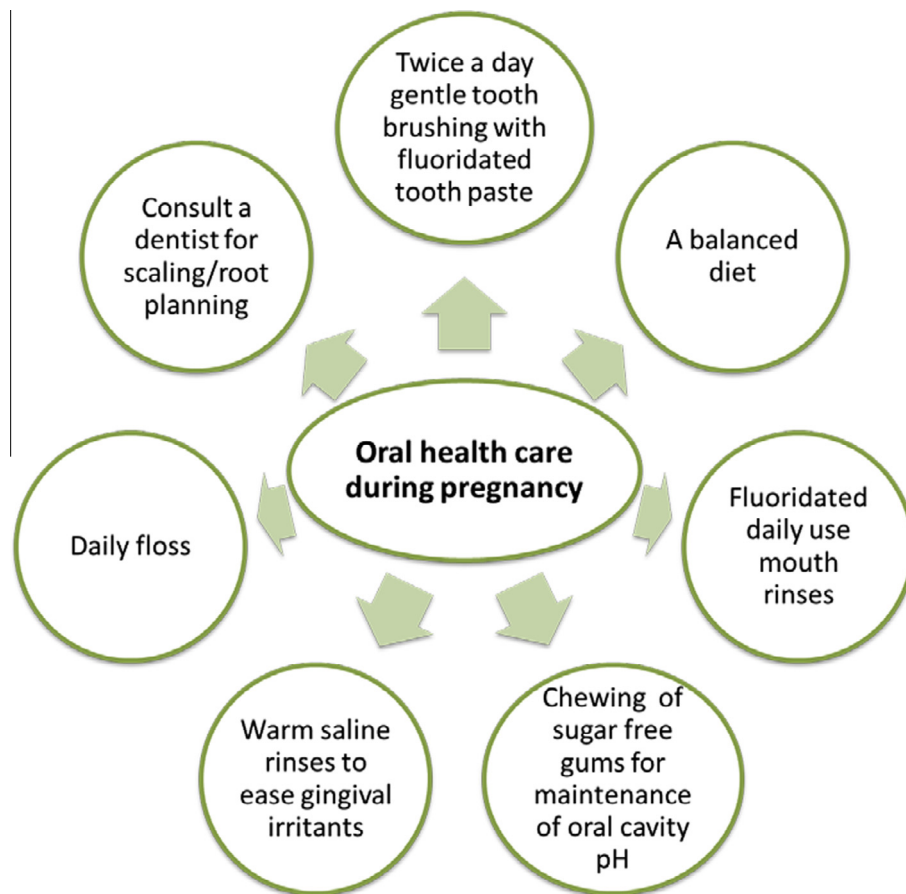 Twice a day
gentle tooth
brushing with
fluoridated
tooth paste
A balanced
diet
Fluoridated
daily use
mouth
rinses
Chewing of
sugar free
gums for
maintenance
of oral cavity
pH
Warm saline
rinses to
ease gingival
irritants
Daily floss
Consult a
dentist for
scaling/root
planning
Oral health care
during pregnancy